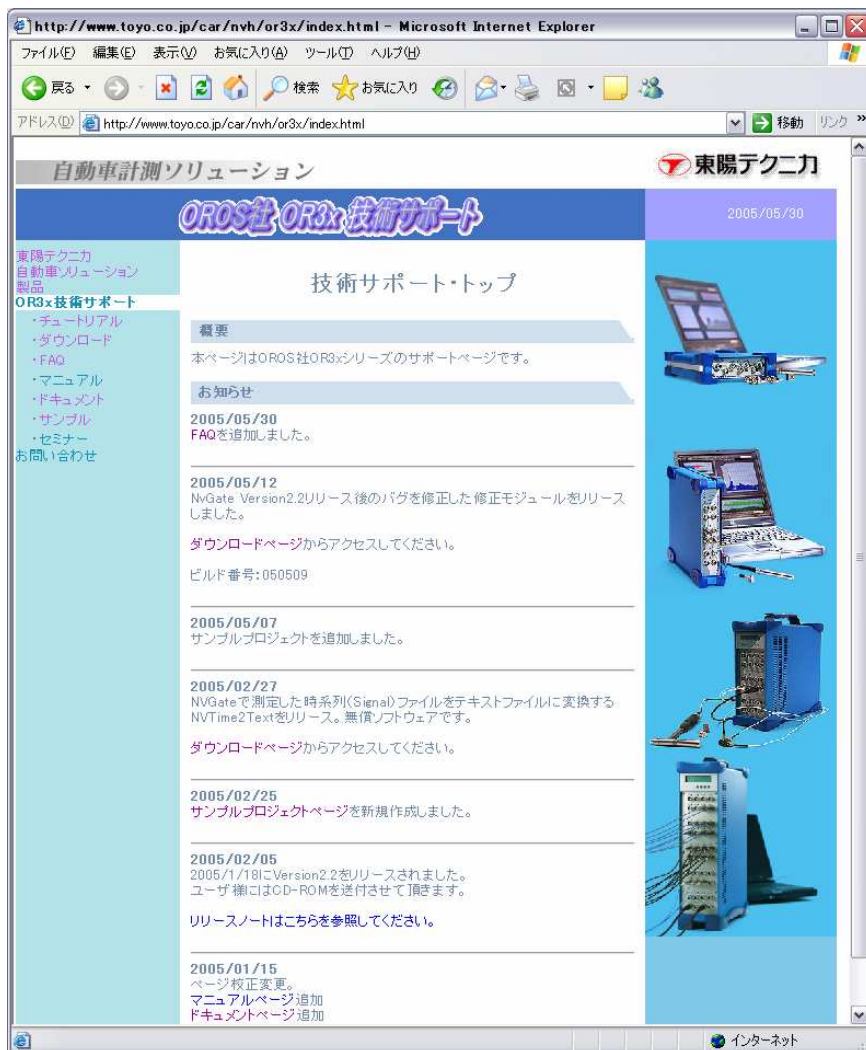 http://www.toyo.co.jp/car/nvh/or3x/index.html - Microsoft Internet Explorer
ファイル(F) 編集(E) 表示(V) お気に入り(A) ツール(T) ヘルプ(H)
戻る 検索 お気に入り
アドレス(D) http://www.toyo.co.jp/car/nvh/or3x/index.html 移動 リンク »
自動車計測ソリューション 東陽テクニカ
OROS社 OR3x 技術サポート 2005/05/30
東陽テクニカ
自動車ソリューション
製品
OR3x技術サポート
・チュートリアル
・ダウンロード
・FAQ
・マニュアル
・ドキュメント
・サンプル
・セミナー
お問い合わせ
技術サポート・トップ
概要
本ページはOROS社OR3xシリーズのサポートページです。
お知らせ
2005/05/30
FAQを追加しました。
2005/05/12
NvGate Version2.2リリース後のバグを修正した修正モジュールをリリース
しました。
ダウンロードページからアクセスしてください。
ビルド番号:050509
2005/05/07
サンプルプロジェクトを追加しました。
2005/02/27
NVGateで測定した時系列(Signal)ファイルをテキストファイルに変換する
NVTime2Textをリリース。無償ソフトウェアです。
ダウンロードページからアクセスしてください。
2005/02/25
サンプルプロジェクトページを新規作成しました。
2005/02/05
2005/1/18にVersion2.2をリリースされました。
ユーザ様にはCD-ROMを送付させて頂きます。
リリースノートはこちらを参照してください。
2005/01/15
ページ校正変更。
マニュアルページ追加
ドキュメントページ追加
インターネット